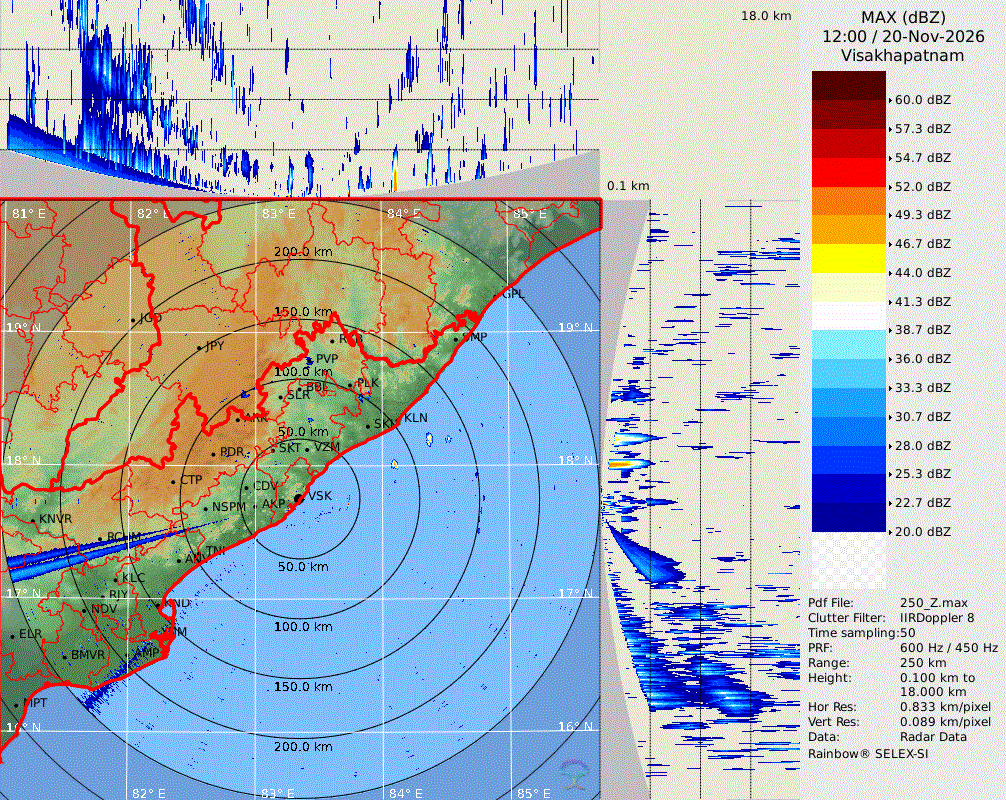 18.0 km
0.1 km
MAX (dBZ)
12:00 / 20-Nov-2026
Visakhapatnam
60.0 dBZ
57.3 dBZ
54.7 dBZ
52.0 dBZ
49.3 dBZ
46.7 dBZ
44.0 dBZ
41.3 dBZ
38.7 dBZ
36.0 dBZ
33.3 dBZ
30.7 dBZ
28.0 dBZ
25.3 dBZ
22.7 dBZ
20.0 dBZ
81° E 82° E 83° E 84° E 85° E
200.0 km
GPL
150.0 km
JGD
19° N 19° N
SMP
JPY
PVP
100.0 km
BBL PLK
SLR
KLN
50.0 km
SKT VZM
PDR
18° N 18° N
CTP
CDV
VSK
NSPM AKP
KNVR
TNI
50.0 km
KLC
RJY
17° N 17° N
NDV KND
100.0 km
ELR
BMVR AMP
150.0 km
MPT
16° N 16° N
200.0 km
82° E 83° E 84° E 85° E
Pdf File: 250_Z.max
Clutter Filter: IIRDoppler 8
Time sampling:50
PRF: 600 Hz / 450 Hz
Range: 250 km
Height: 0.100 km to
18.000 km
Hor Res: 0.833 km/pixel
Vert Res: 0.089 km/pixel
Data: Radar Data
Rainbow® SELEX-SI